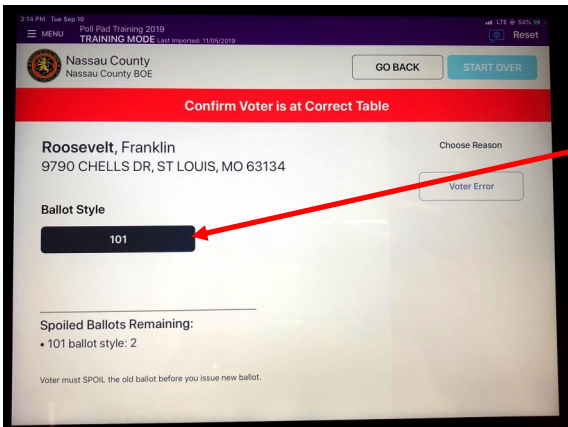 3:14 PM Tue Sep 10
LTE 54%
MENU
Poll Pad Training 2019
TRAINING MODE Last Imported: 11/05/2019
Reset
Nassau County
Nassau County BOE
GO BACK
START OVER
Confirm Voter is at Correct Table
Roosevelt, Franklin
9790 CHELLS DR, ST LOUIS, MO 63134
Choose Reason
Voter Error
Ballot Style
101
Spoiled Ballots Remaining:
• 101 ballot style: 2
Voter must SPOIL the old ballot before you issue new ballot.